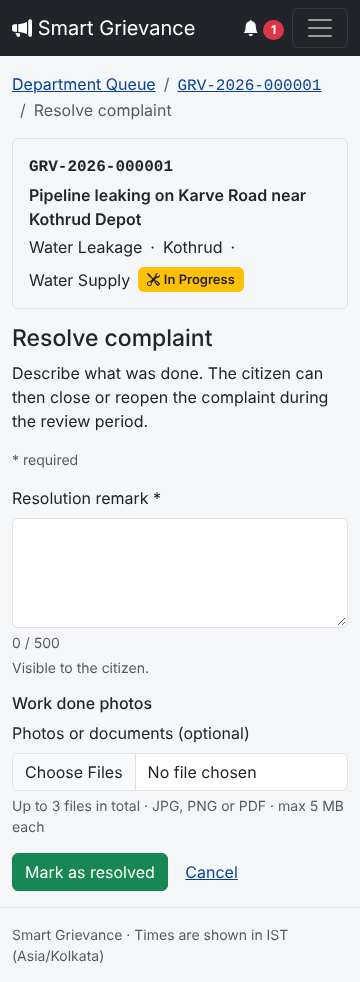 Smart Grievance 1
Department Queue / GRV-2026-000001
/ Resolve complaint
GRV-2026-000001
Pipeline leaking on Karve Road near
Kothrud Depot
Water Leakage · Kothrud ·
Water Supply In Progress
Resolve complaint
Describe what was done. The citizen can
then close or reopen the complaint during
the review period.
* required
Resolution remark *
0 / 500
Visible to the citizen.
Work done photos
Photos or documents (optional)
Choose Files No file chosen
Up to 3 files in total · JPG, PNG or PDF · max 5 MB
each
Mark as resolved Cancel
Smart Grievance · Times are shown in IST
(Asia/Kolkata)